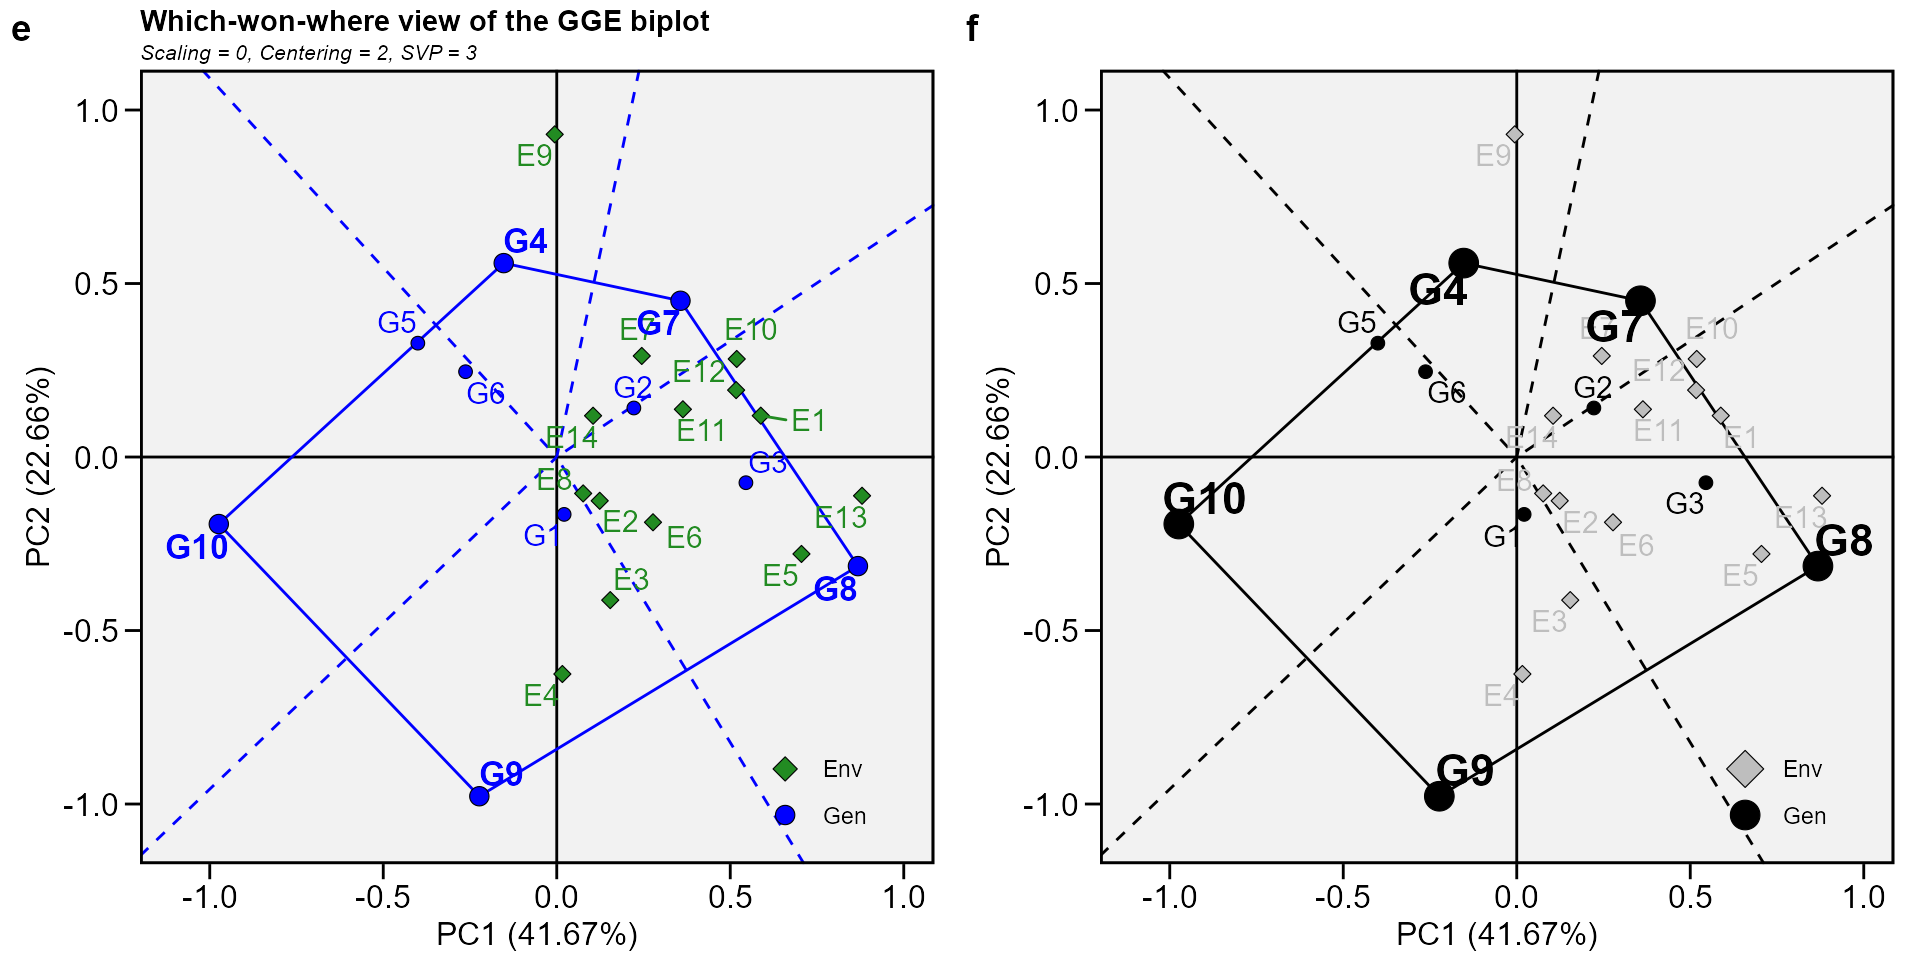 e
Which-won-where view of the GGE biplot
Scaling = 0, Centering = 2, SVP = 3
1.0
0.5
0.0
-0.5
-1.0
PC2 (22.66%)
E9
G4
G5
G7
E7
E10
G6
G2
E12
E14
E11
E1
E8
G3
G10
G1
E2
E6
E13
E3
E5
G8
E4
G9
Env
Gen
-1.0
-0.5
0.0
0.5
1.0
PC1 (41.67%)
f
1.0
0.5
0.0
-0.5
-1.0
PC2 (22.66%)
E9
G4
G5
G7
E10
G6
G2
E12
E14
E11
E1
E8
G10
G3
G1
E2
E6
E13
G8
E3
E5
E4
G9
Env
Gen
-1.0
-0.5
0.0
0.5
1.0
PC1 (41.67%)